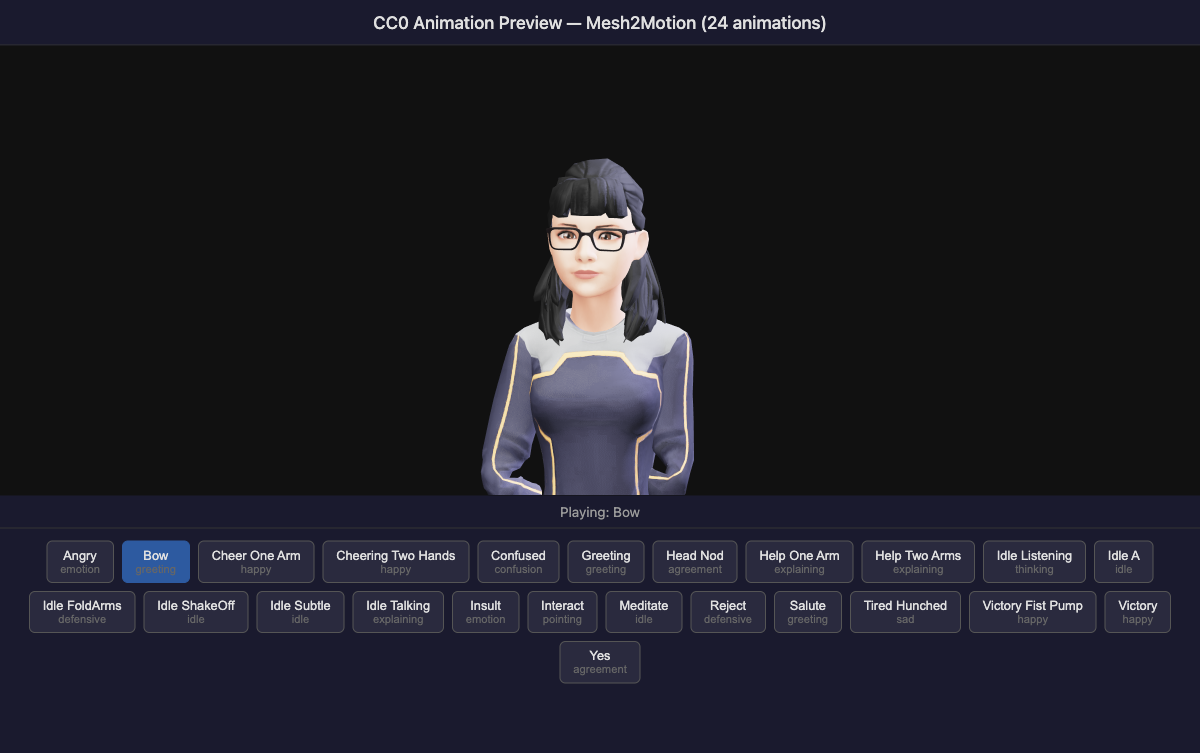 CC0 Animation Preview — Mesh2Motion (24 animations)
Playing: Bow
Angry
emotion
Bow
greeting
Cheer One Arm
happy
Cheering Two Hands
happy
Confused
confusion
Greeting
greeting
Head Nod
agreement
Help One Arm
explaining
Help Two Arms
explaining
Idle Listening
thinking
Idle A
idle
Idle FoldArms
defensive
Idle ShakeOff
idle
Idle Subtle
idle
Idle Talking
explaining
Insult
emotion
Interact
pointing
Meditate
idle
Reject
defensive
Salute
greeting
Tired Hunched
sad
Victory Fist Pump
happy
Victory
happy
Yes
agreement